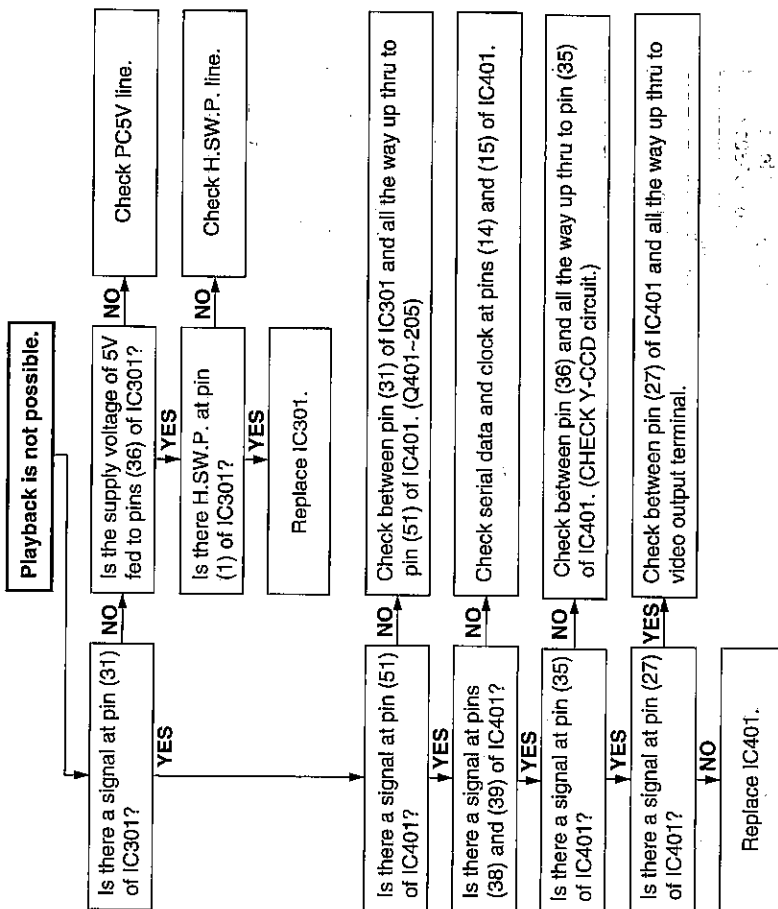 Playback is not possible.
Is there a signal at pin (31)
of IC301?
NO
Is the supply voltage of 5V
fed to pins (36) of IC301?
NO
Check PC5V line.
YES
Is there H.SW.P. at pin
(1) of IC301?
NO
Check H.SW.P. line.
YES
Replace IC301.
YES
Is there a signal at pin (51)
of IC401?
NO
Check between pin (31) of IC301 and all the way up thru to
pin (51) of IC401. (Q401~205)
YES
Is there a signal at pins
(38) and (39) of IC401?
NO
Check serial data and clock at pins (14) and (15) of IC401.
YES
Is there a signal at pin (35)
of IC401?
NO
Check between pin (36) and all the way up thru to pin (35)
of IC401. (CHECK Y-CCD circuit.)
YES
Is there a signal at pin (27)
of IC401?
YES
Check between pin (27) of IC401 and all the way up thru to
video output terminal.
NO
Replace IC401.